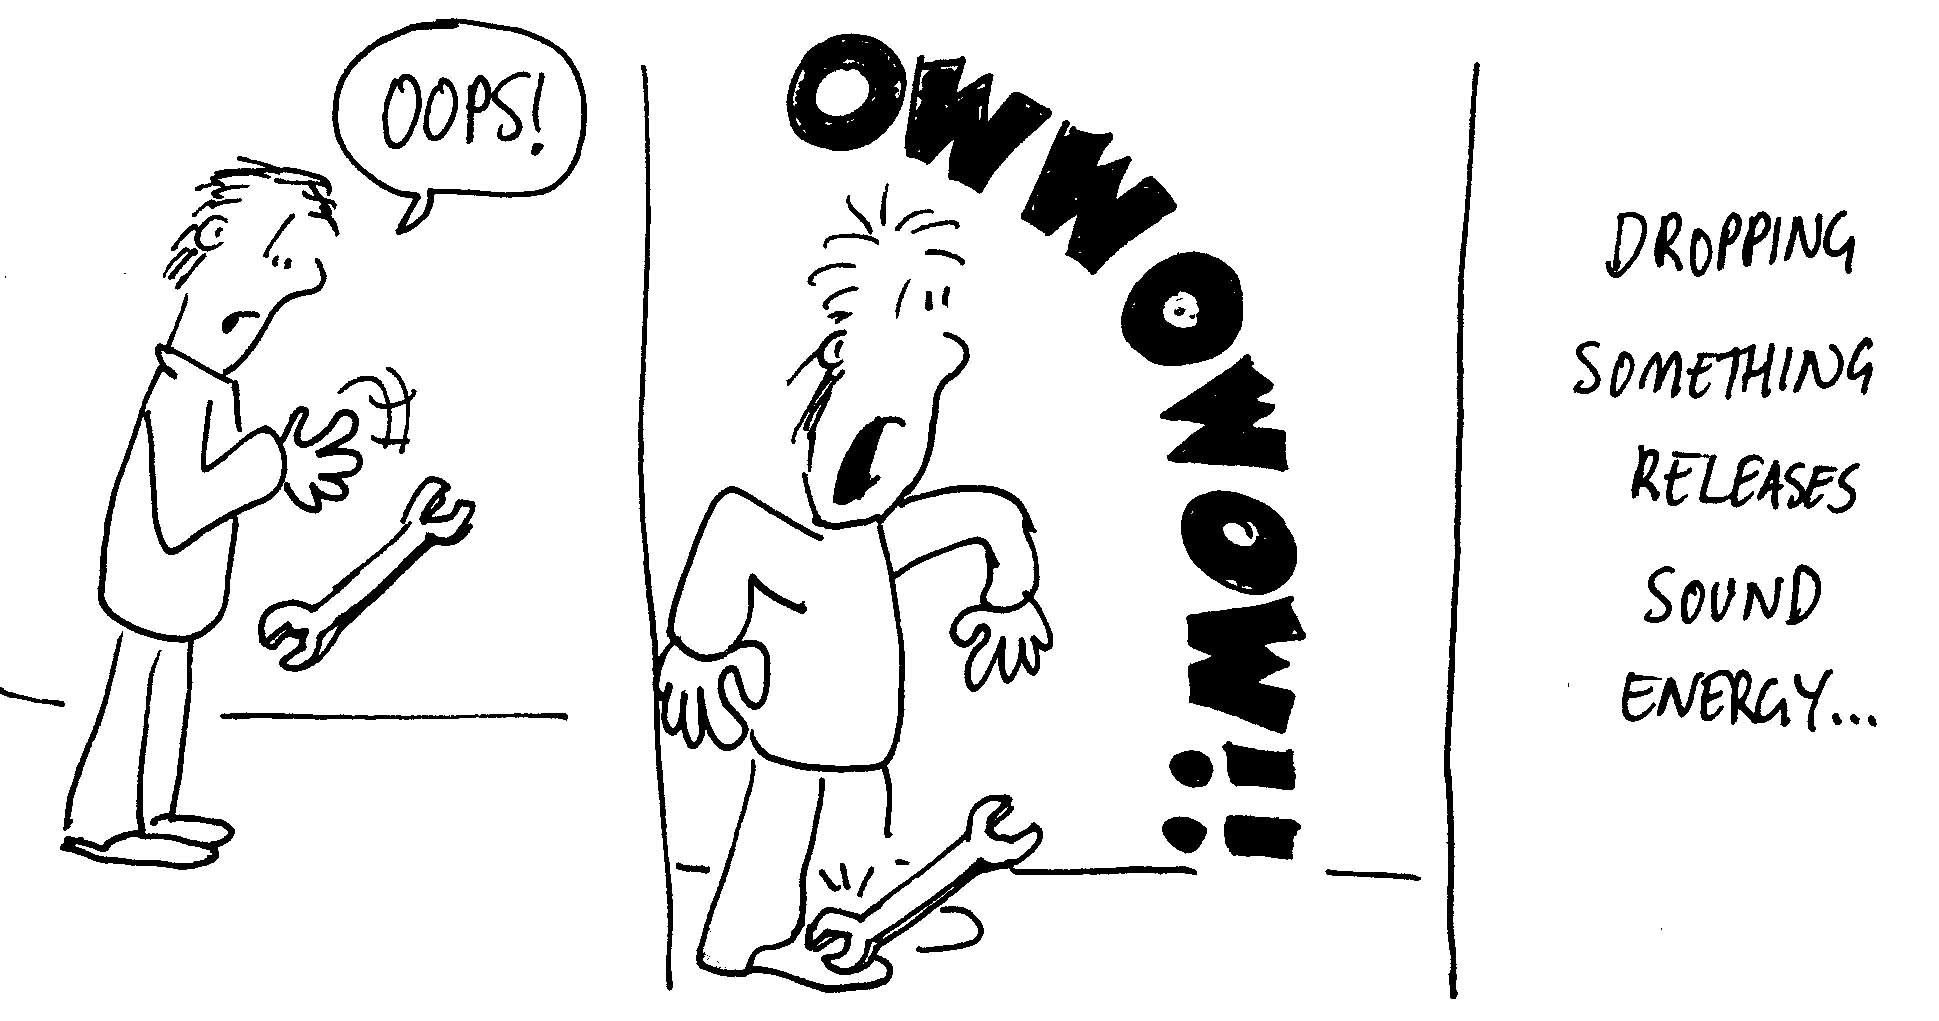 OOPS!
OWWOWOW!!
DROPPING
SOMETHING
RELEASES
SOUND
ENERGY...